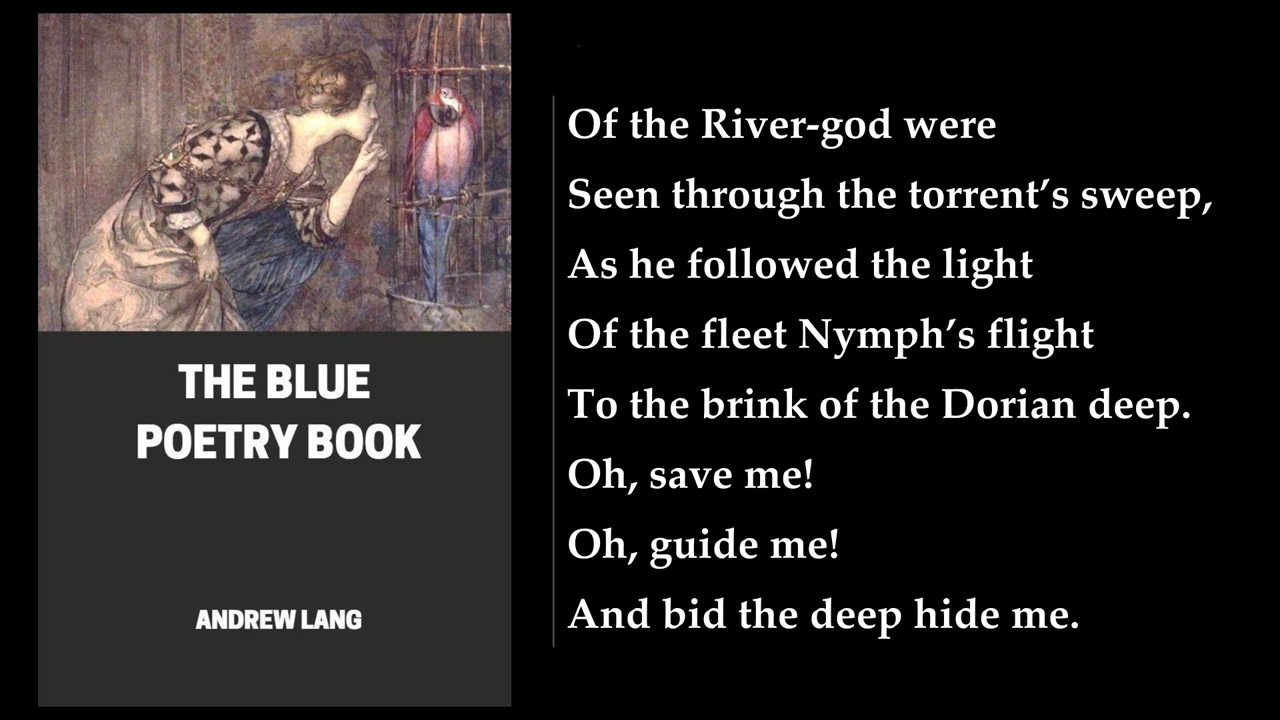 THE BLUE
POETRY BOOK
ANDREW LANG
Of the River-god were
Seen through the torrent’s sweep,
As he followed the light
Of the fleet Nymph’s flight
To the brink of the Dorian deep.
Oh, save me!
Oh, guide me!
And bid the deep hide me.